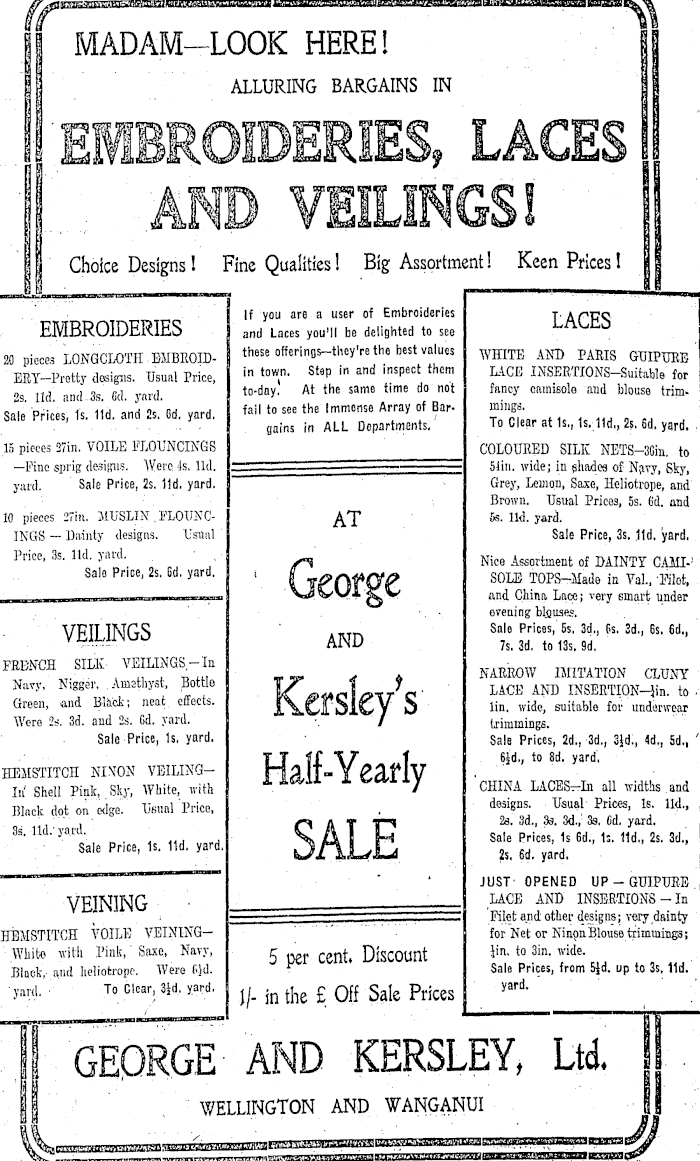 MADAM—LOOK HERE!
ALLURING BARGAINS IN
EMBROIDERIES, LACES
AND VEILINGS!
Choice Designs! Fine Qualities! Big Assortment! Keen Prices!
EMBROIDERIES
20 pieces LONGCLOTH EMBROID-
ERY—Pretty designs. Usual Price,
2s. 11d. and 3s. 6d. yard.
Sale Prices, 1s. 11d. and 2s. 6d. yard.
15 pieces 27in. VOILE FLOUNCINGS
—Fine sprig designs. Were 4s. 11d.
yard. Sale Price, 2s. 11d. yard.
10 pieces 27in. MUSLIN FLOUNC-
INGS — Dainty designs. Usual
Price, 3s. 11d. yard.
Sale Price, 2s. 6d. yard.
VEILINGS
FRENCH SILK VEILINGS—In
Navy, Nigger, Amethyst, Bottle
Green, and Black; neat effects.
Were 2s. 3d. and 2s. 6d. yard.
Sale Price, 1s. yard.
HEMSTITCH NINON VEILING—
In Shell Pink, Sky, White, with
Black dot on edge. Usual Price,
3s. 11d. yard.
Sale Price, 1s. 11d. yard.
VEINING
HEMSTITCH VOILE VEINING—
White with Pink, Saxe, Navy,
Black, and heliotrope. Were 6½d.
yard. To Clear, 3½d. yard.
If you are a user of Embroideries
and Laces you'll be delighted to see
these offerings—they're the best values
in town. Step in and inspect them
to-day. At the same time do not
fail to see the Immense Array of Bar-
gains in ALL Departments.
AT
George
AND
Kersley's
Half-Yearly
SALE
5 per cent. Discount
1/- in the £ Off Sale Prices
LACES
WHITE AND PARIS GUIPURE
LACE INSERTIONS—Suitable for
fancy camisole and blouse trim-
mings.
To Clear at 1s., 1s. 11d., 2s. 6d. yard.
COLOURED SILK NETS—36in. to
54in. wide; in shades of Navy, Sky,
Grey, Lemon, Saxe, Heliotrope, and
Brown. Usual Prices, 5s. 6d. and
5s. 11d. yard.
Sale Price, 3s. 11d. yard.
Nice Assortment of DAINTY CAMI-
SOLE TOPS—Made in Val., Filet,
and China Lace; very smart under
evening blouses.
Sale Prices, 5s. 3d., 6s. 3d., 6s. 6d.,
7s. 3d. to 13s. 9d.
NARROW IMITATION CLUNY
LACE AND INSERTION—½in. to
1in. wide, suitable for underwear
trimmings.
Sale Prices, 2d., 3d., 3½d., 4d., 5d.,
6½d., to 8d. yard.
CHINA LACES—In all widths and
designs. Usual Prices, 1s. 11d.,
2s. 3d., 3s. 3d., 3s. 6d. yard.
Sale Prices, 1s 6d., 1s. 11d., 2s. 3d.,
2s. 6d. yard.
JUST OPENED UP — GUIPURE
LACE AND INSERTIONS — In
Filet and other designs; very dainty
for Net or Ninon Blouse trimmings;
½in. to 3in. wide.
Sale Prices, from 5½d. up to 3s. 11d.
yard.
GEORGE AND KERSLEY, Ltd.
WELLINGTON AND WANGANUI